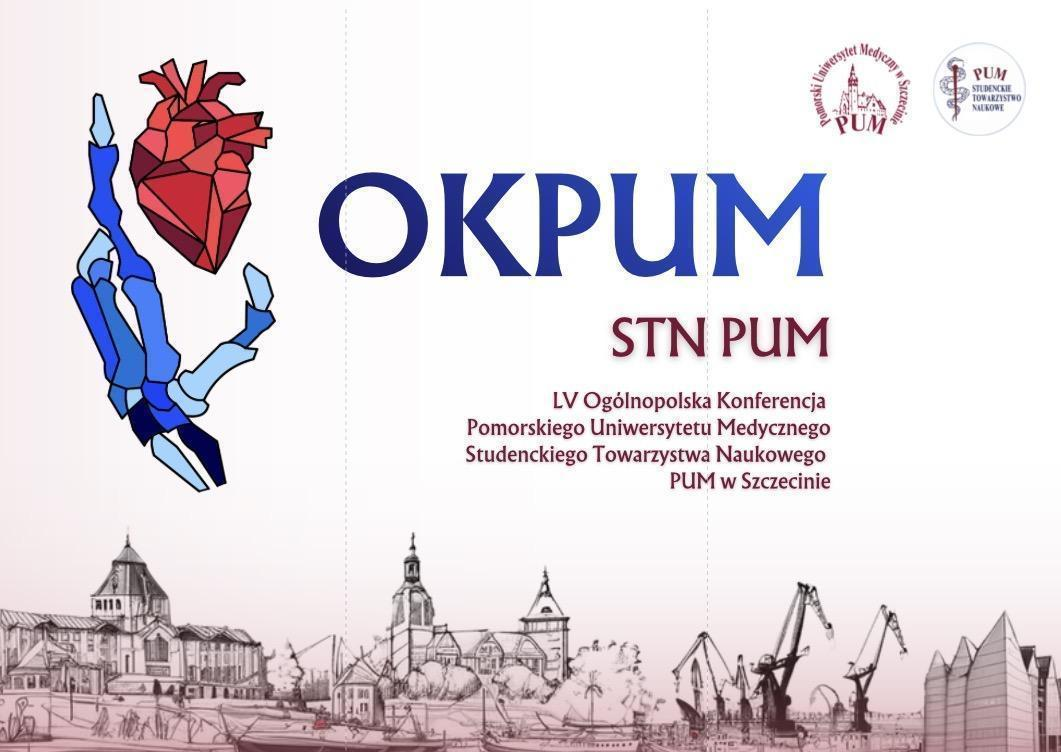 Pomorski Uniwersytet Medyczny w Szczecinie
PUM
PUM
STUDENCKIE
TOWARZYSTWO
NAUKOWE
OKPUM
STN PUM
LV Ogólnopolska Konferencja
Pomorskiego Uniwersytetu Medycznego
Studenckiego Towarzystwa Naukowego
PUM w Szczecinie